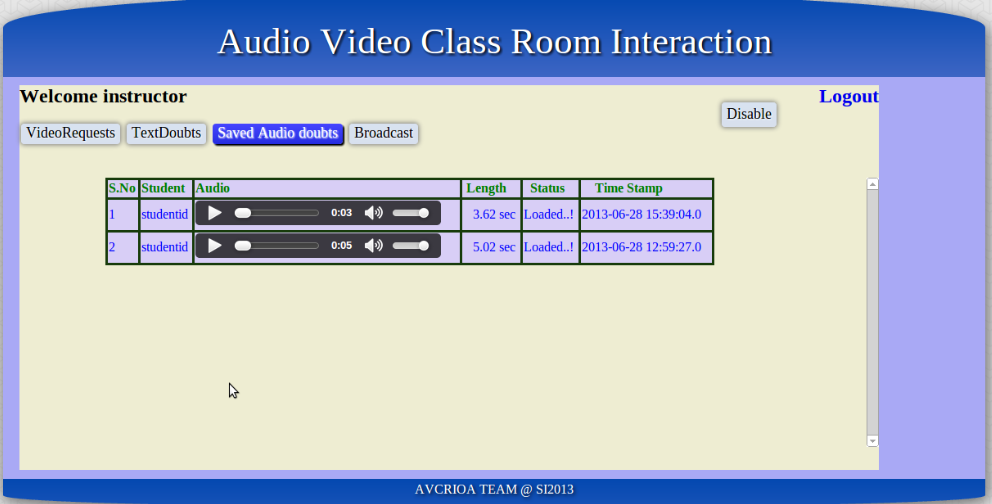 Audio Video Class Room Interaction
Welcome instructor Logout
Disable
VideoRequests TextDoubts Saved Audio doubts Broadcast
S.No Student Audio Length Status Time Stamp
1 studentid 0:03 3.62 sec Loaded..! 2013-06-28 15:39:04.0
2 studentid 0:05 5.02 sec Loaded..! 2013-06-28 12:59:27.0
AVCRIOA TEAM @ SI2013